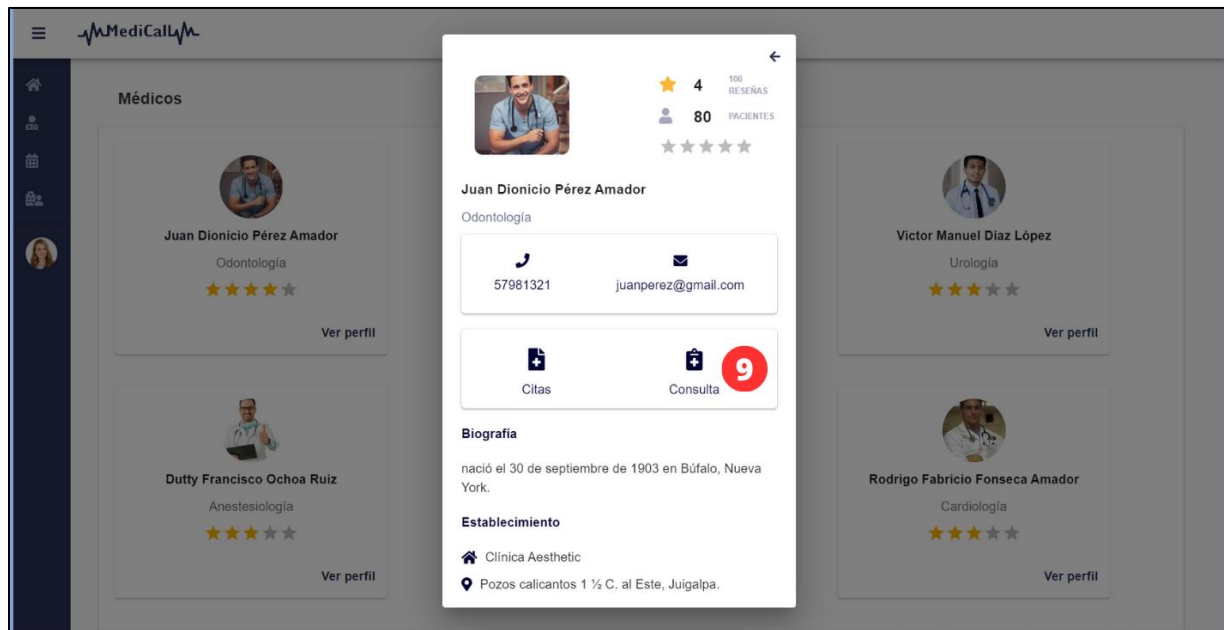 MediCall
Médicos
Juan Dionicio Pérez Amador
Odontología
Ver perfil
Dutty Francisco Ochoa Ruiz
Anestesiología
Ver perfil
4 100 RESEÑAS
80 PACIENTES
Juan Dionicio Pérez Amador
Odontología
57981321 juanperez@gmail.com
Citas Consulta 9
Biografía
nació el 30 de septiembre de 1903 en Búfalo, Nueva
York.
Establecimiento
Clínica Aesthetic
Pozos calicantos 1 ½ C. al Este, Juigalpa.
Victor Manuel Díaz López
Urología
Ver perfil
Rodrigo Fabricio Fonseca Amador
Cardiología
Ver perfil